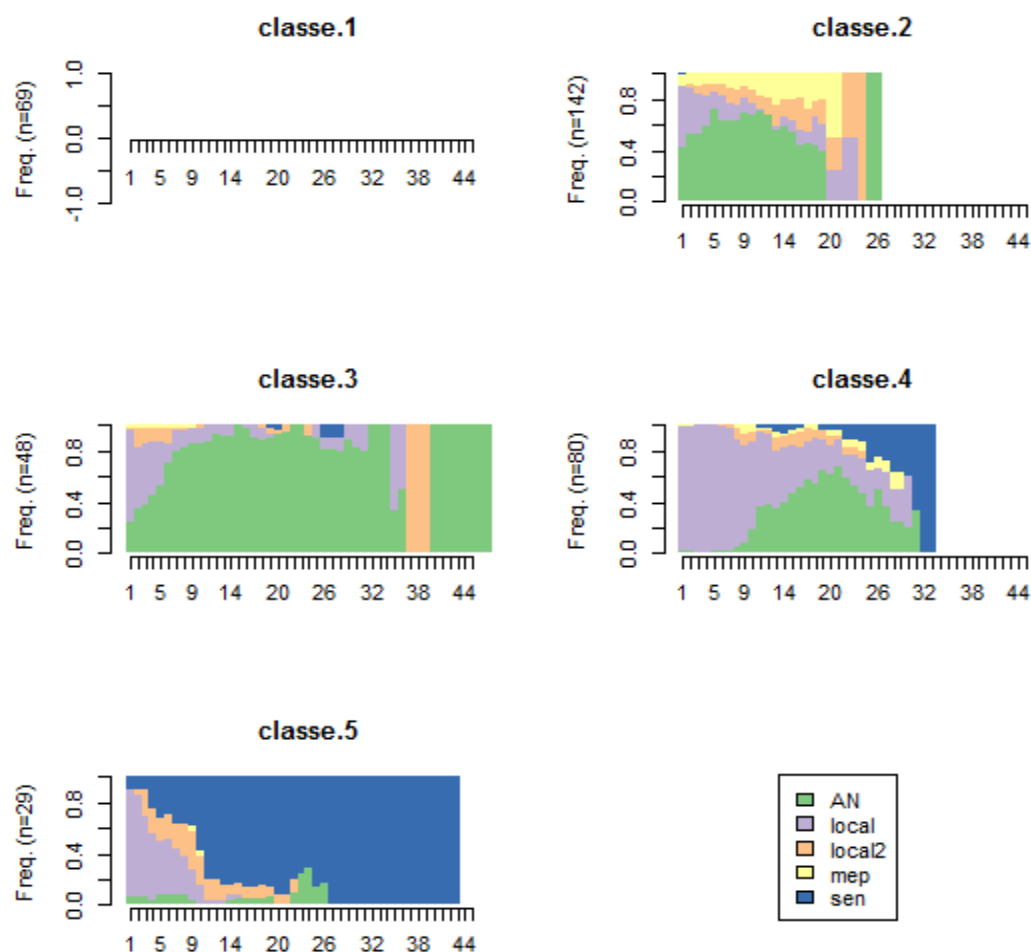 classe.1
Freq. (n=69)
1.0
0.0
-1.0
1 5 9 14 20 26 32 38 44
classe.2
Freq. (n=142)
0.8
0.4
0.0
1 5 9 14 20 26 32 38 44
classe.3
Freq. (n=48)
0.8
0.4
0.0
1 5 9 14 20 26 32 38 44
classe.4
Freq. (n=80)
0.8
0.4
0.0
1 5 9 14 20 26 32 38 44
classe.5
Freq. (n=29)
0.8
0.4
0.0
1 5 9 14 20 26 32 38 44
AN
local
local2
mep
sen